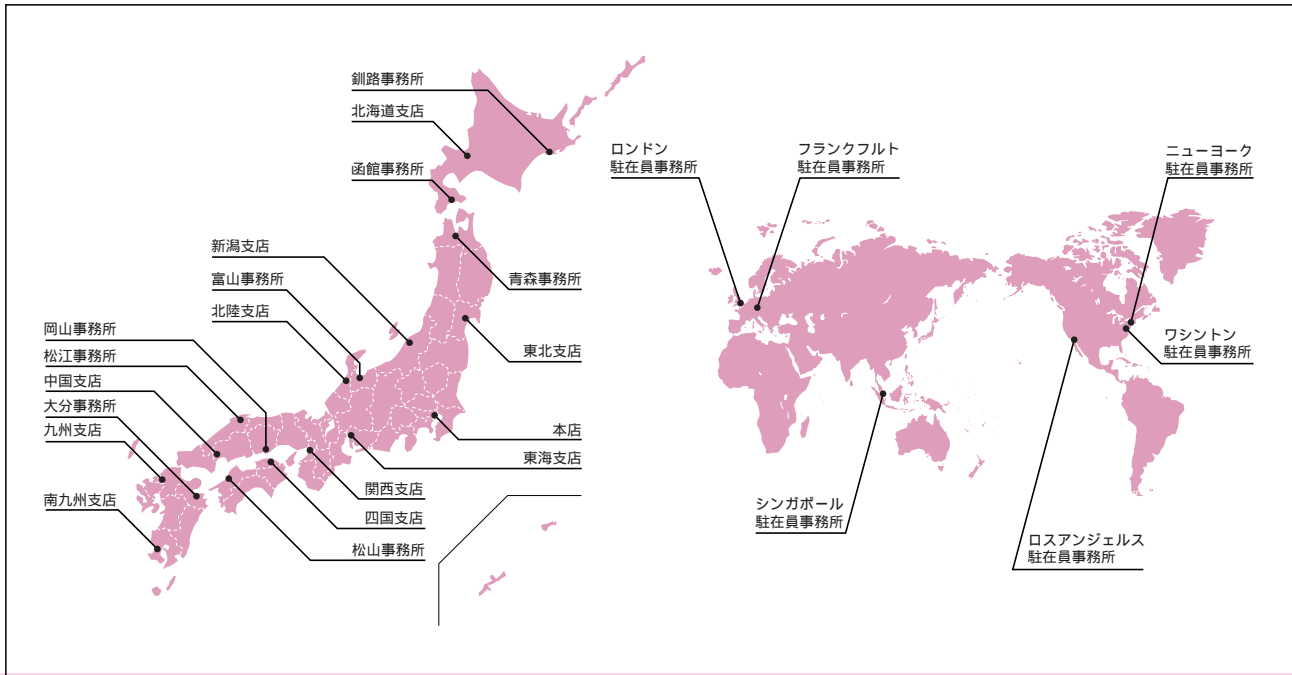 釧路事務所
北海道支店
函館事務所
新潟支店
富山事務所
北陸支店
岡山事務所
松江事務所
中国支店
大分事務所
九州支店
南九州支店
青森事務所
東北支店
本店
東海支店
関西支店
四国支店
松山事務所
ロンドン
駐在員事務所
フランクフルト
駐在員事務所
ニューヨーク
駐在員事務所
ワシントン
駐在員事務所
シンガポール
駐在員事務所
ロスアンジェルス
駐在員事務所